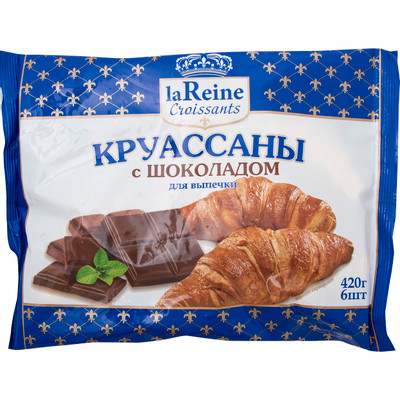 laReine
Croissants
КРУАССАНЫ
с ШОКОЛАДОМ
для выпечки
420г
6шт